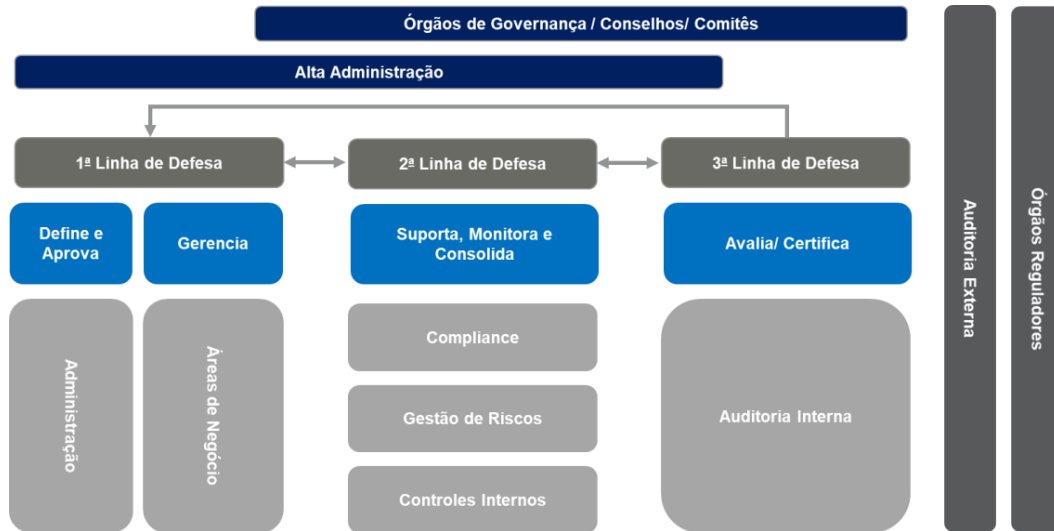 Órgãos de Governança / Conselhos/ Comitês
Alta Administração
1ª Linha de Defesa
2ª Linha de Defesa
3ª Linha de Defesa
Define e
Aprova
Gerencia
Suporta, Monitora e
Consolida
Avalia/ Certifica
Administração
Áreas de Negócio
Compliance
Gestão de Riscos
Controles Internos
Auditoria Interna
Auditoria Externa
Órgãos Reguladores